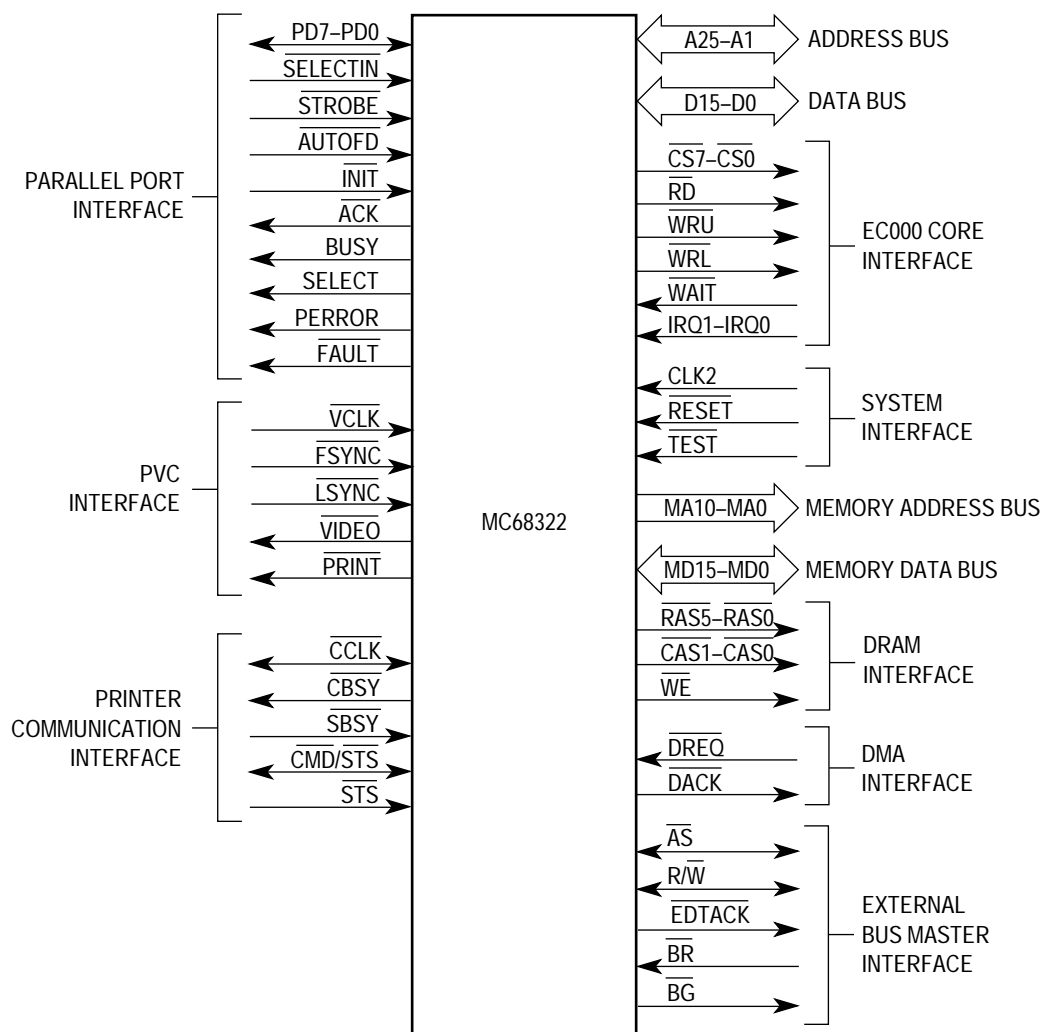 PD7–PD0
SELECTIN
STROBE
AUTOFD
INIT
ACK
BUSY
SELECT
PERROR
FAULT
PARALLEL PORT
INTERFACE
VCLK
FSYNC
LSYNC
VIDEO
PRINT
PVC
INTERFACE
CCLK
CBSY
SBSY
CMD/STS
STS
PRINTER
COMMUNICATION
INTERFACE
MC68322
A25–A1
ADDRESS BUS
D15–D0
DATA BUS
CS7–CS0
RD
WRU
WRL
WAIT
IRQ1–IRQ0
EC000 CORE
INTERFACE
CLK2
RESET
TEST
SYSTEM
INTERFACE
MA10–MA0
MEMORY ADDRESS BUS
MD15–MD0
MEMORY DATA BUS
RAS5–RAS0
CAS1–CAS0
WE
DRAM
INTERFACE
DREQ
DACK
DMA
INTERFACE
AS
R/W
EDTACK
BR
BG
EXTERNAL
BUS MASTER
INTERFACE